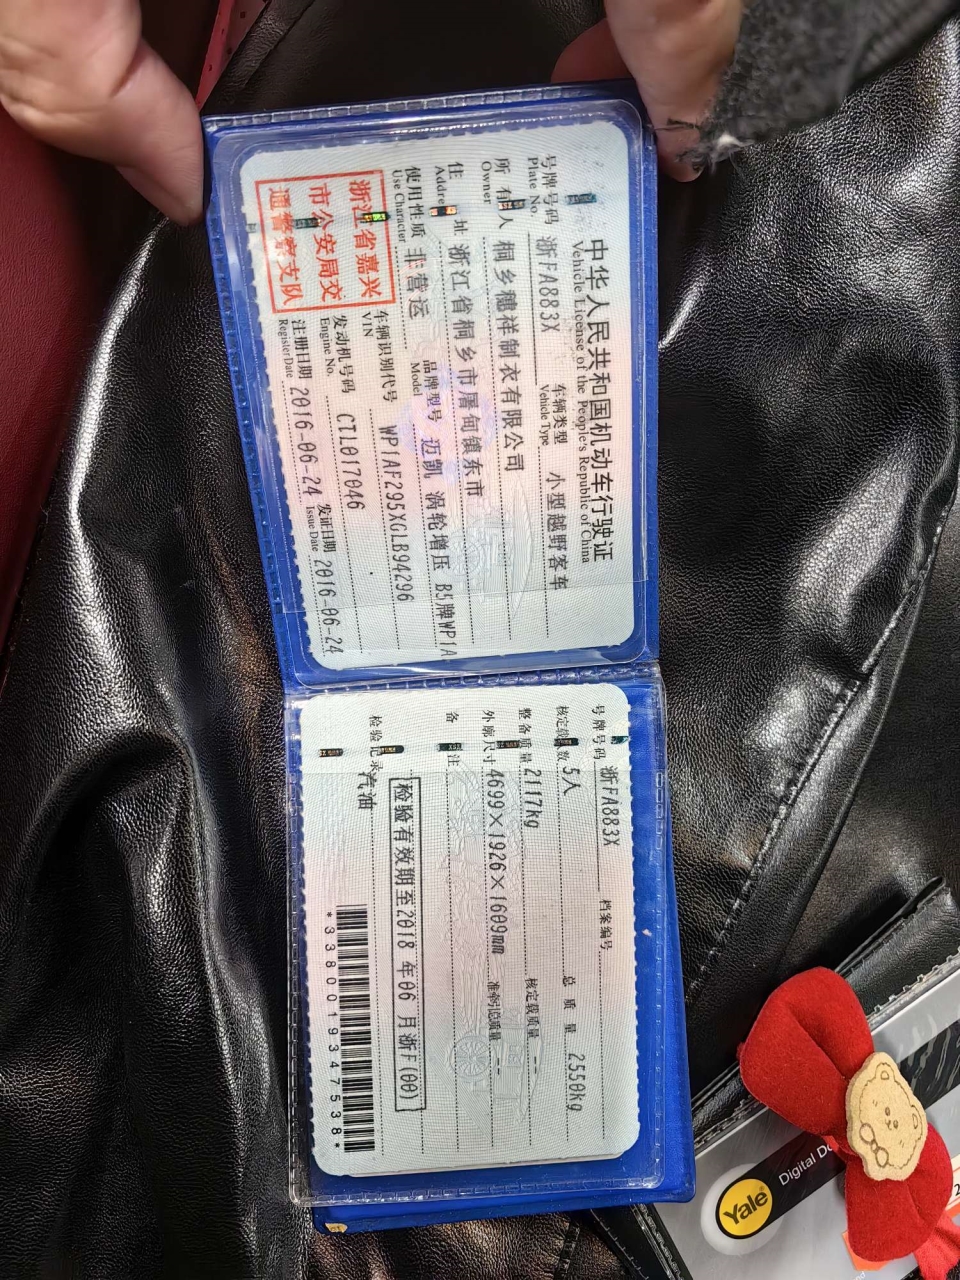 中华人民共和国机动车行驶证
Vehicle License of the People's Republic of China
号牌号码 浙FA883X 车辆类型 小型越野客车
Plate No. Vehicle Type
所有人 桐乡穗祥制衣有限公司
Owner
住址 浙江省桐乡市屠甸镇东市
Addre
使用性质 非营运 品牌型号 迈凯 涡轮增压 B5牌WP1A
Use Character Model
浙江省嘉兴
市公安局交
通警察支队
车辆识别代号 WP1AF295XGLB94296
VIN
发动机号码 CTL017046
Engine No.
注册日期 2016-06-24 发证日期 2016-06-24
Register Date Issue Date
号牌号码 浙FA883X 档案编号
核定载 数 5人 总质量 2550kg
整备质量 2117kg 核定载质量 --
外廓尺寸 4699×1926×1609mm 准牵引总质量 --
备注
检验有效期至2018年06月浙F(00)
检验记录 汽油
*3380019347538*
Yale
Digital Do
2